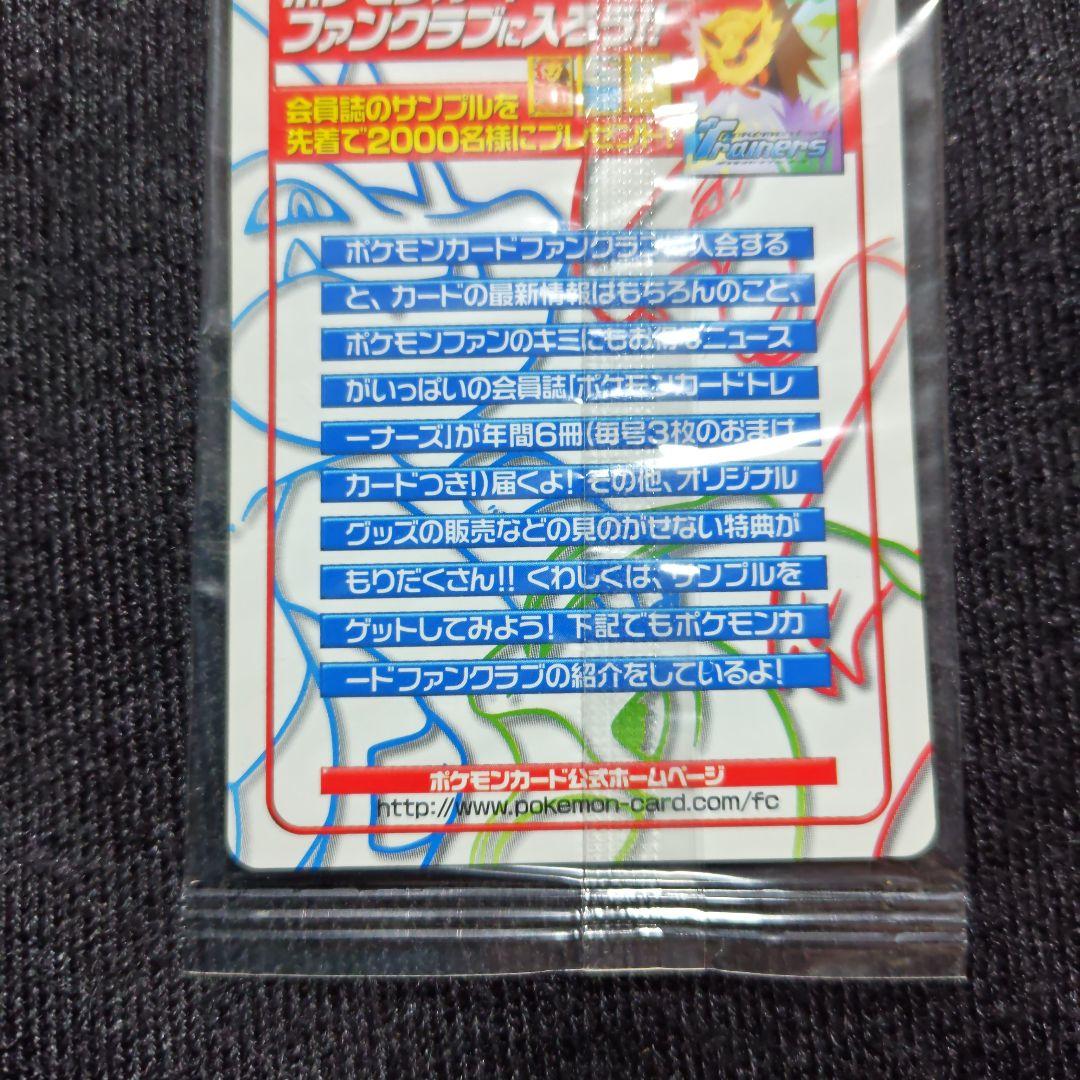 ファンクラブに入ろう!!
会員誌のサンプルを
先着で2000名様にプレゼント!
Trainers
ポケモンカードファンクラブに入会する
と、カードの最新情報はもちろんのこと、
ポケモンファンのキミにもお得なニュース
がいっぱいの会員誌「ポケモンカードトレ
ーナーズ」が年間6冊(毎号3枚のおまけ
カードつき!)届くよ! その他、オリジナル
グッズの販売などの見のがせない特典が
もりだくさん!! くわしくは、サンプルを
ゲットしてみよう! 下記でもポケモンカ
ードファンクラブの紹介をしているよ!
ポケモンカード公式ホームページ
http://www.pokemon-card.com/fc